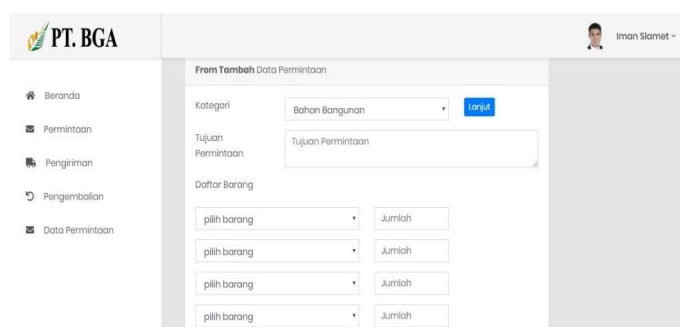 PT. BGA
Iman Slamet
Beranda
Permintaan
Pengiriman
Pengembalian
Data Permintaan
From Tambah Data Permintaan
Kategori
Bahan Bangunan
Lanjut
Tujuan
Permintaan
Tujuan Permintaan
Daftar Barang
pilih barang Jumlah
pilih barang Jumlah
pilih barang Jumlah
pilih barang Jumlah